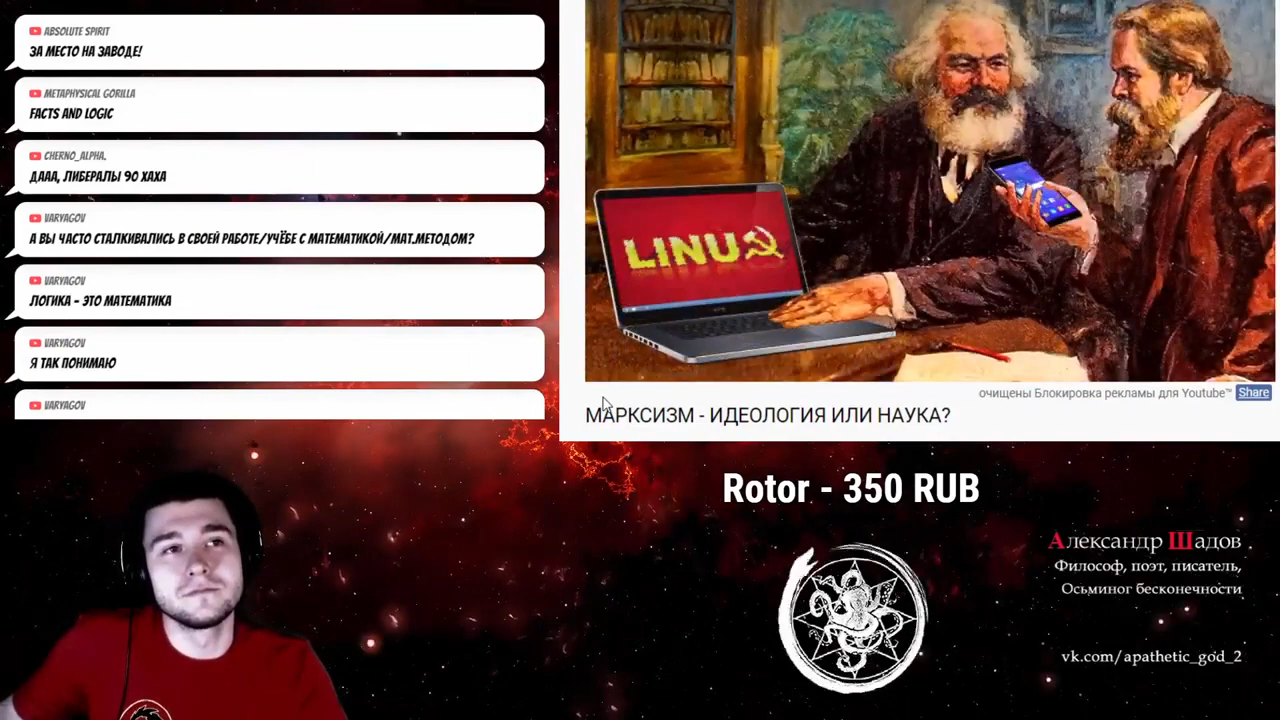 ABSOLUTE SPIRIT
ЗА МЕСТО НА ЗАВОДЕ!
METAPHYSICAL GORILLA
FACTS AND LOGIC
CHERNO_ALPHA.
ДААА, ЛИБЕРАЛЫ 90 ХАХА
VARYAGOV
А ВЫ ЧАСТО СТАЛКИВАЛИСЬ В СВОЕЙ РАБОТЕ/УЧЁБЕ С МАТЕМАТИКОЙ/МАТ.МЕТОДОМ?
VARYAGOV
ЛОГИКА - ЭТО МАТЕМАТИКА
VARYAGOV
Я ТАК ПОНИМАЮ
VARYAGOV
LINU
очищены Блокировка рекламы для Youtube™ Share
МАРКСИЗМ - ИДЕОЛОГИЯ ИЛИ НАУКА?
Rotor - 350 RUB
Александр Шадов
Философ, поэт, писатель,
Осьминог бесконечности
vk.com/apathetic_god_2